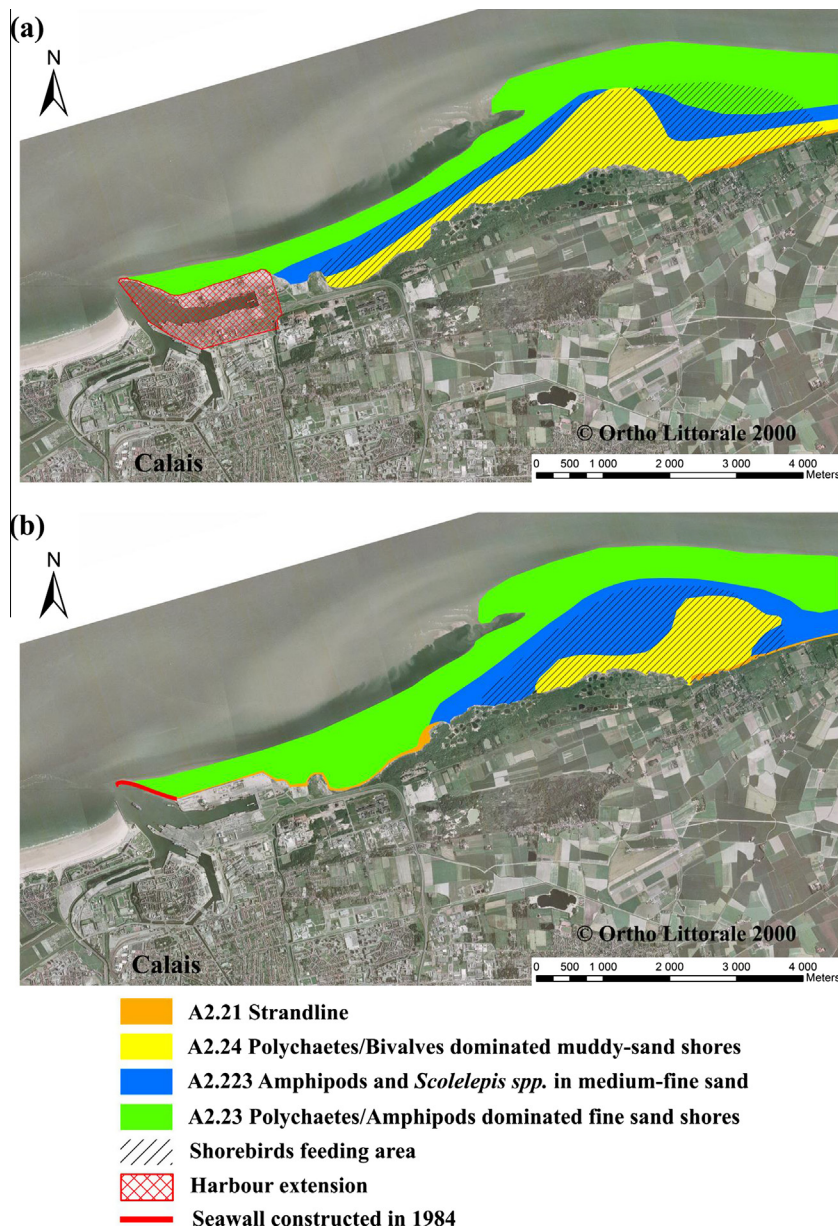 (a)
N
Calais
© Ortho Littorale 2000
0 500 1 000 2 000 3 000 4 000
Meters
(b)
N
Calais
© Ortho Littorale 2000
0 500 1 000 2 000 3 000 4 000
Meters
A2.21 Strandline
A2.24 Polychaetes/Bivalves dominated muddy-sand shores
A2.223 Amphipods and Scolelepis spp. in medium-fine sand
A2.23 Polychaetes/Amphipods dominated fine sand shores
Shorebirds feeding area
Harbour extension
Seawall constructed in 1984